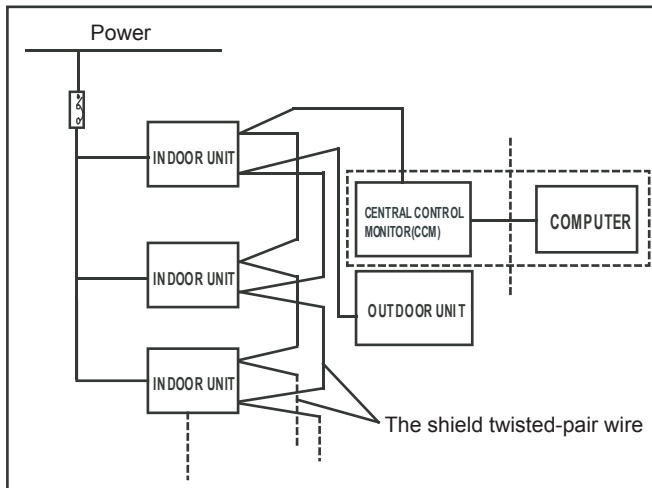 Power
INDOOR UNIT
CENTRAL CONTROL
MONITOR(CCM)
COMPUTER
INDOOR UNIT
OUTDOOR UNIT
INDOOR UNIT
The shield twisted-pair wire